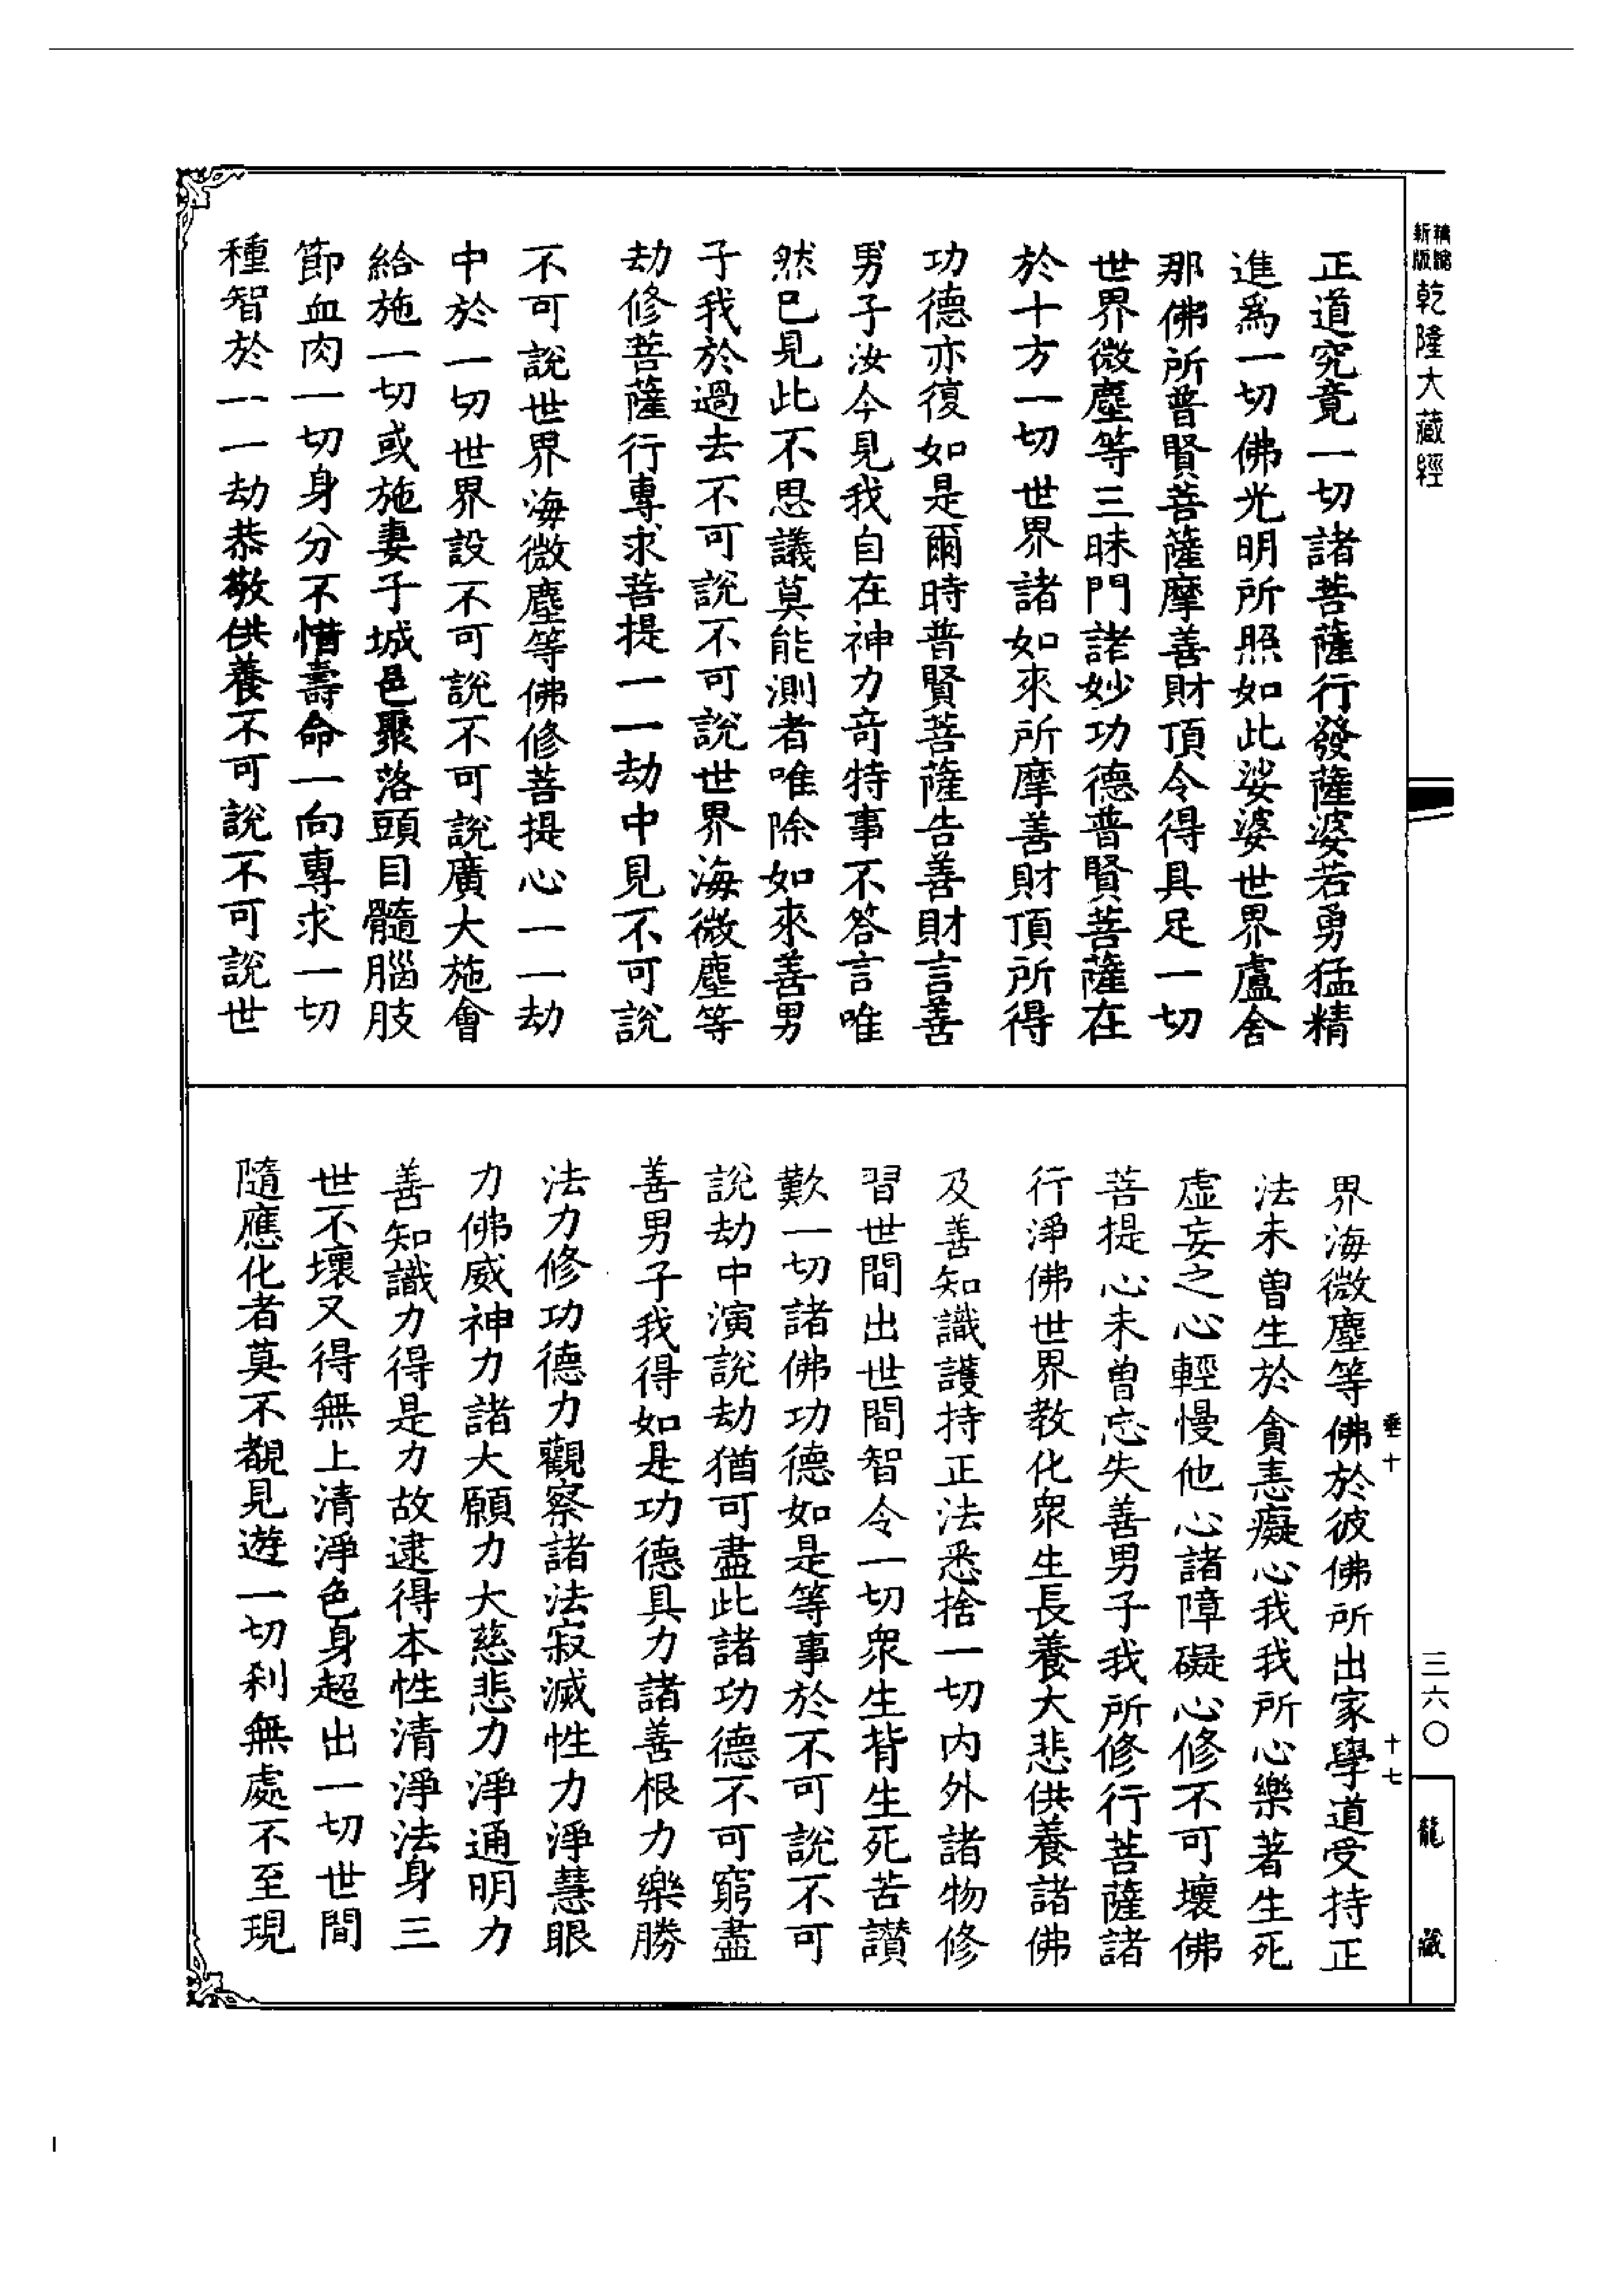 新版精縮乾隆大藏經
正道究竟一切諸菩薩行發薩婆若勇猛精
進為一切佛光明所照如此娑婆世界盧舍
那佛所普賢菩薩摩善財頂令得具足一切
世界微塵等三昧門諸妙功德普賢菩薩在
於十方一切世界諸如來所摩善財頂所得
功德亦復如是爾時普賢菩薩告善財言善
男子汝今見我自在神力奇特事不答言唯
然已見此不思議莫能測者唯除如來善男
子我於過去不可說不可說世界海微塵等
劫修菩薩行專求菩提一一劫中見不可說
不可說世界海微塵等佛修菩提心一一劫
中於一切世界設不可說不可說廣大施會
給施一切或施妻子城邑聚落頭目髓腦肢
節血肉一切身分不惜壽命一向專求一切
種智於一一劫恭敬供養不可說不可說世
垂十
十七
三六〇
龍藏
界海微塵等佛於彼佛所出家學道受持正
法未曾生於貪恚癡心我我所心樂著生死
虛妄之心輕慢他心諸障礙心修不可壞佛
菩提心未曾忘失善男子我所修行菩薩諸
行淨佛世界教化衆生長養大悲供養諸佛
及善知識護持正法悉捨一切內外諸物修
習世間出世間智令一切衆生背生死苦讚
歎一切諸佛功德如是等事於不可說不可
說劫中演說劫猶可盡此諸功德不可窮盡
善男子我得如是功德具力諸善根力樂勝
法力修功德力觀察諸法寂滅性力淨慧眼
力佛威神力諸大願力大慈悲力淨通明力
善知識力得是力故逮得本性清淨法身三
世不壞又得無上清淨色身超出一切世間
隨應化者莫不覩見遊一切刹無處不至現